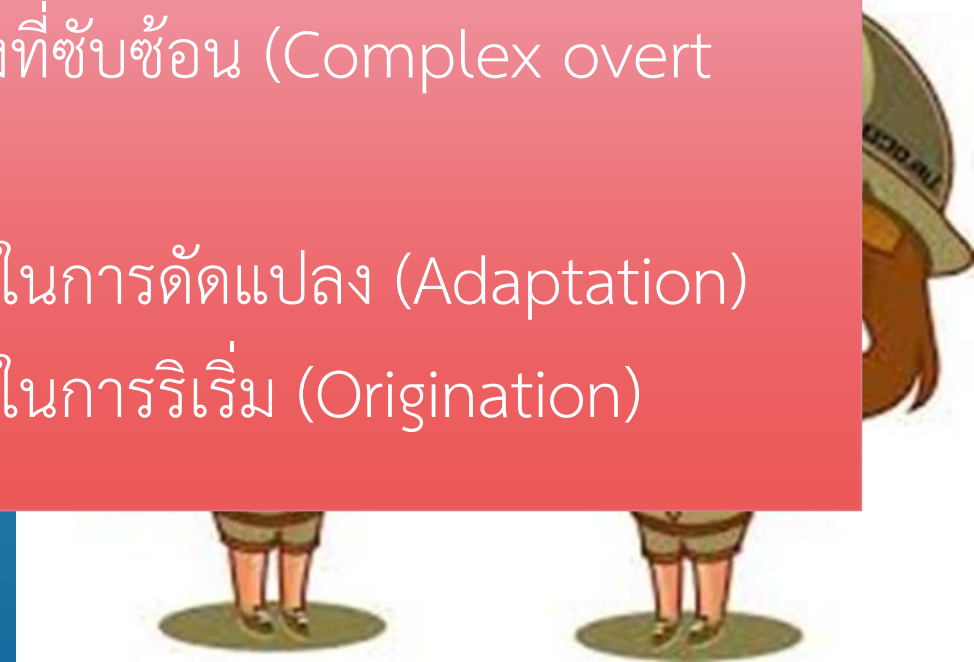 ที่ซับซ้อน (Complex overt
ในการดัดแปลง (Adaptation)
ในการริเริ่ม (Origination)